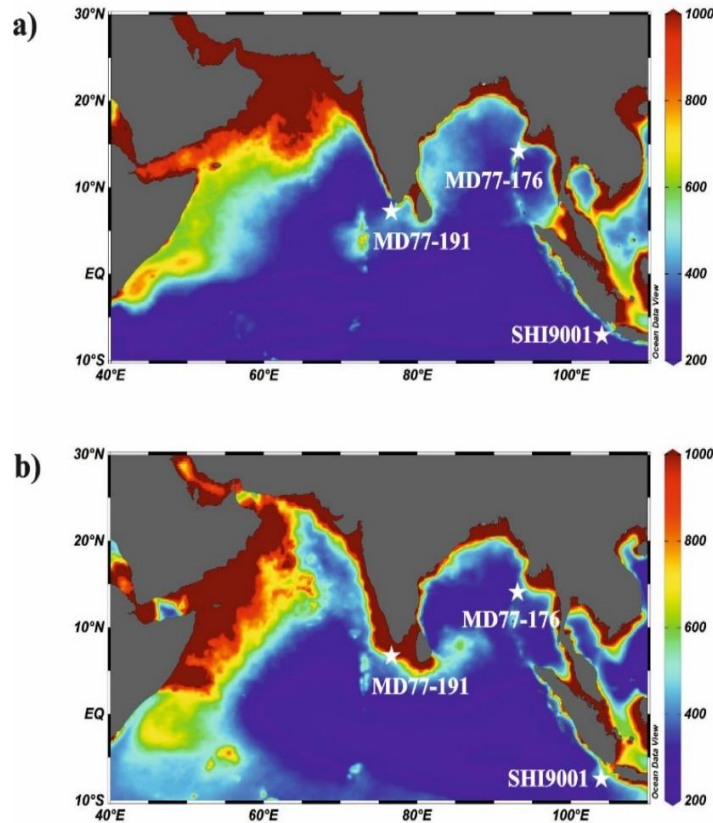 a)
30°N
20°N
10°N
EQ
10°S
40°E
60°E
80°E
100°E
MD77-176
MD77-191
SHI9001
Ocean Data View
1000
800
600
400
200
b)
30°N
20°N
10°N
EQ
10°S
40°E
60°E
80°E
100°E
MD77-176
MD77-191
SHI9001
Ocean Data View
1000
800
600
400
200